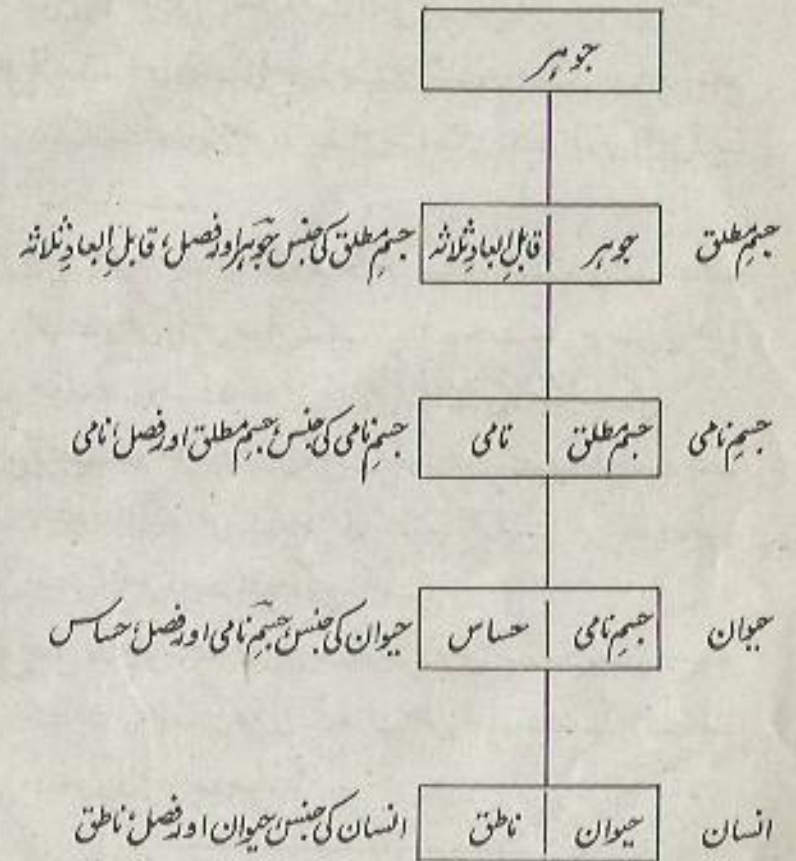 جوہر
جسمِ مطلق جوہر قابلِ ابعادِ ثلاثہ جسمِ مطلق کی جنس جوہر اور فصل، قابلِ ابعادِ ثلاثہ
جسمِ نامی جسمِ مطلق نامی جسمِ نامی کی جنس، جسمِ مطلق اور فصل، نامی
حیوان جسمِ نامی حساس حیوان کی جنس، جسمِ نامی اور فصل، حساس
انسان حیوان ناطق انسان کی جنس، حیوان اور فصل، ناطق